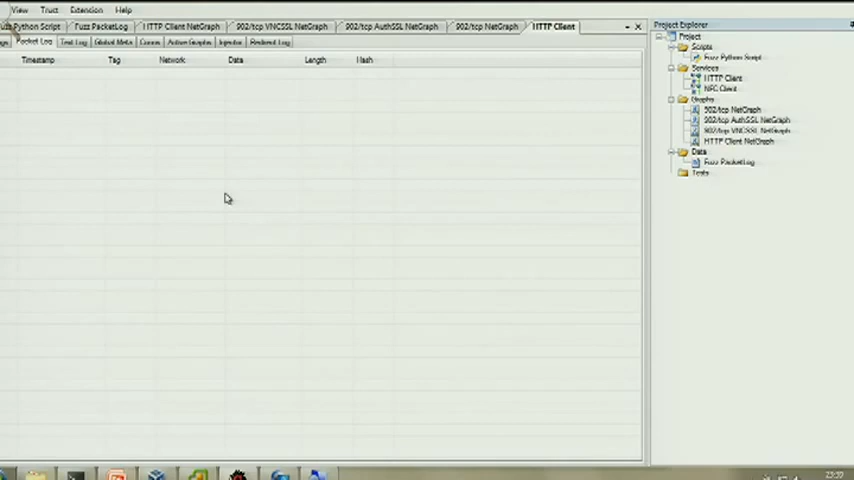 View Trust Extension Help
Python Script Fuzz PacketLog HTTP Client NetGraph 902/tcp VNCSSL NetGraph 902/tcp AuthSSL NetGraph 902/tcp NetGraph HTTP Client
Packet Log Text Log Global Meta Conns Active Graphs Injector Redirect Log
Timestamp Tag Network Data Length Hash
Project Explorer
Project
Scripts
Fuzz Python Script
Services
HTTP Client
NFC Client
Graphs
902/tcp NetGraph
902/tcp AuthSSL NetGraph
902/tcp VNCSSL NetGraph
HTTP Client NetGraph
Data
Fuzz PacketLog
Tests
23:39